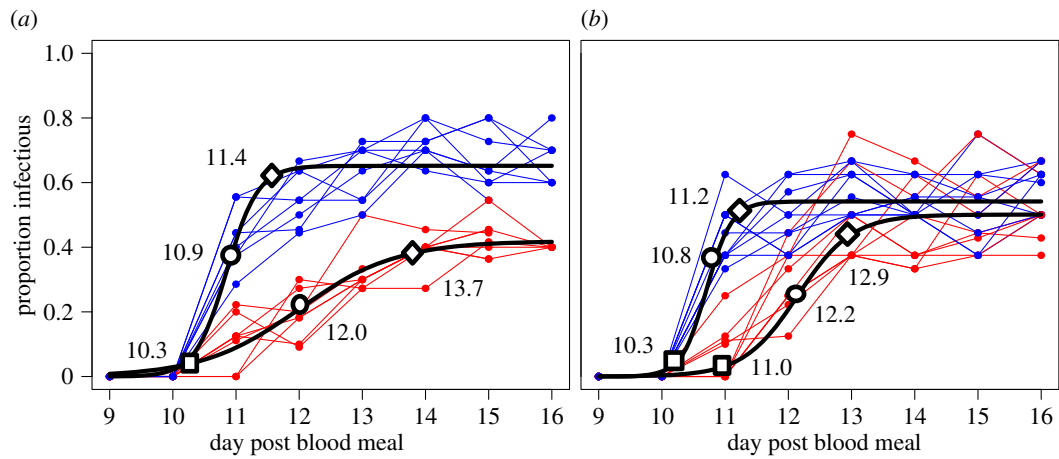 (a) (b)
proportion infectious
1.0
0.8
0.6
0.4
0.2
0
11.4
10.9
10.3
13.7
12.0
9 10 11 12 13 14 15 16
day post blood meal
11.2
10.8
10.3
12.9
12.2
11.0
9 10 11 12 13 14 15 16
day post blood meal